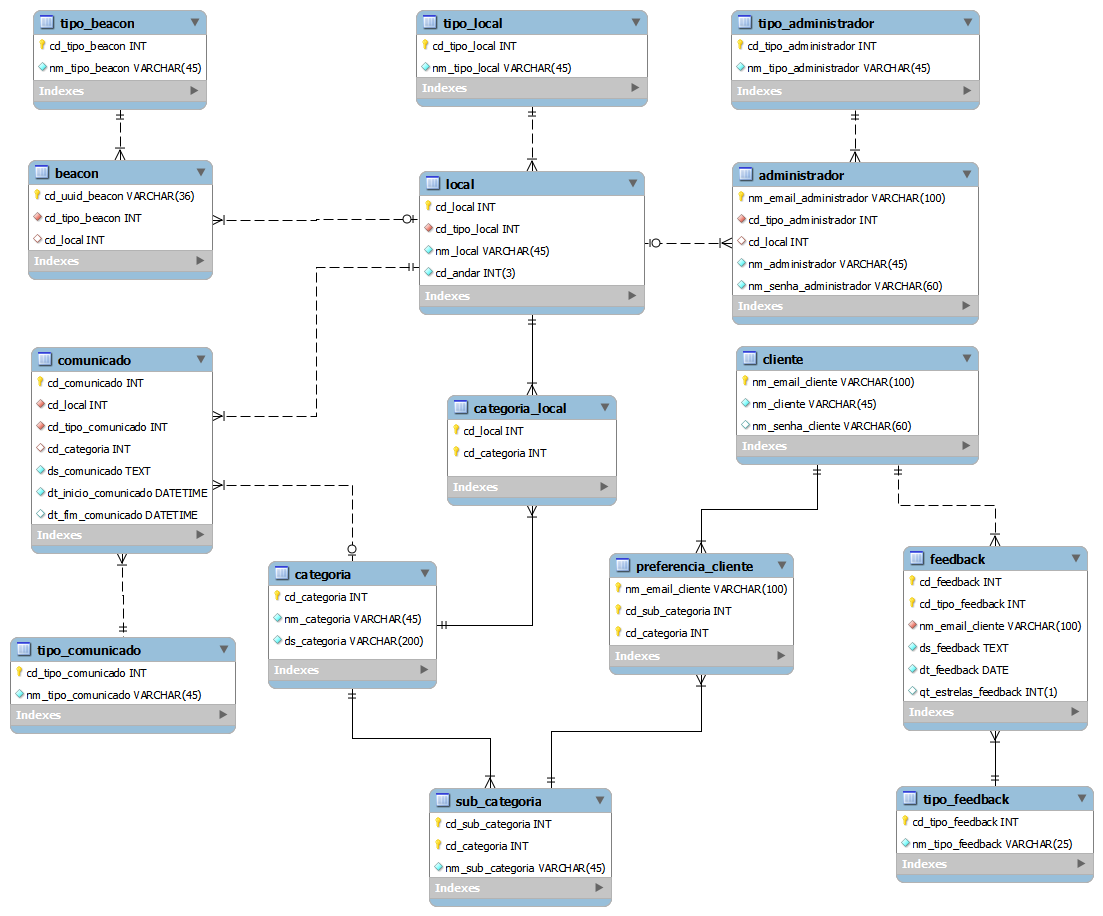 tipo_beacon
cd_tipo_beacon INT
nm_tipo_beacon VARCHAR(45)
Indexes
tipo_local
cd_tipo_local INT
nm_tipo_local VARCHAR(45)
Indexes
tipo_administrador
cd_tipo_administrador INT
nm_tipo_administrador VARCHAR(45)
Indexes
beacon
cd_uuid_beacon VARCHAR(36)
cd_tipo_beacon INT
cd_local INT
Indexes
local
cd_local INT
cd_tipo_local INT
nm_local VARCHAR(45)
cd_andar INT(3)
Indexes
administrador
nm_email_administrador VARCHAR(100)
cd_tipo_administrador INT
cd_local INT
nm_administrador VARCHAR(45)
nm_senha_administrador VARCHAR(60)
Indexes
comunicado
cd_comunicado INT
cd_local INT
cd_tipo_comunicado INT
cd_categoria INT
ds_comunicado TEXT
dt_inicio_comunicado DATETIME
dt_fim_comunicado DATETIME
Indexes
categoria_local
cd_local INT
cd_categoria INT
Indexes
cliente
nm_email_cliente VARCHAR(100)
nm_cliente VARCHAR(45)
nm_senha_cliente VARCHAR(60)
Indexes
categoria
cd_categoria INT
nm_categoria VARCHAR(45)
ds_categoria VARCHAR(200)
Indexes
preferencia_cliente
nm_email_cliente VARCHAR(100)
cd_sub_categoria INT
cd_categoria INT
Indexes
feedback
cd_feedback INT
cd_tipo_feedback INT
nm_email_cliente VARCHAR(100)
ds_feedback TEXT
dt_feedback DATE
qt_estrelas_feedback INT(1)
Indexes
tipo_comunicado
cd_tipo_comunicado INT
nm_tipo_comunicado VARCHAR(45)
Indexes
sub_categoria
cd_sub_categoria INT
cd_categoria INT
nm_sub_categoria VARCHAR(45)
Indexes
tipo_feedback
cd_tipo_feedback INT
nm_tipo_feedback VARCHAR(25)
Indexes